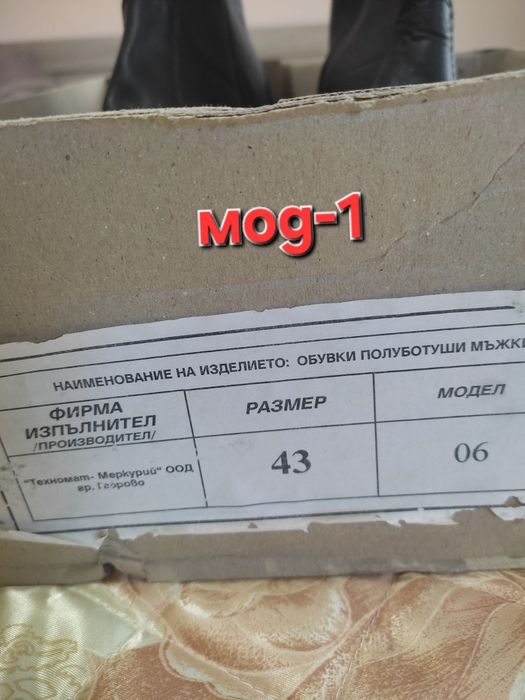 мод-1
НАИМЕНОВАНИЕ НА ИЗДЕЛИЕТО: ОБУВКИ ПОЛУБОТУШИ МЪЖКИ
ФИРМА ИЗПЪЛНИТЕЛ /ПРОИЗВОДИТЕЛ/
РАЗМЕР
МОДЕЛ
"Техномат- Меркурий" ООД
гр.
43
06